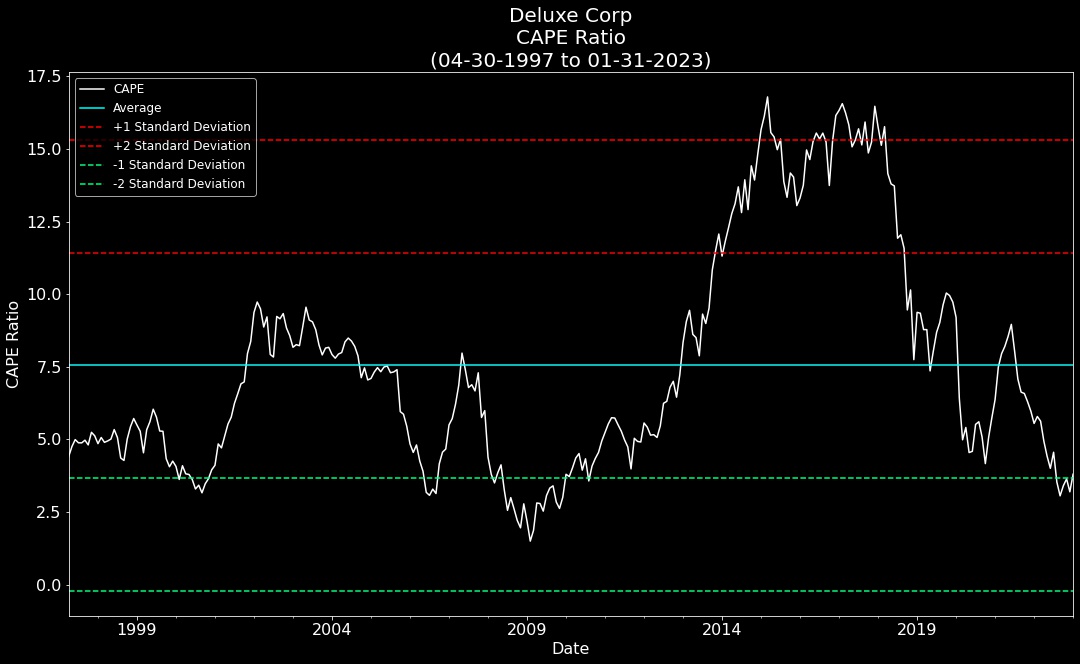 Deluxe Corp
CAPE Ratio
(04-30-1997 to 01-31-2023)
CAPE
Average
+1 Standard Deviation
+2 Standard Deviation
-1 Standard Deviation
-2 Standard Deviation
17.5
15.0
12.5
10.0
7.5
5.0
2.5
0.0
CAPE Ratio
1999
2004
2009
2014
2019
Date